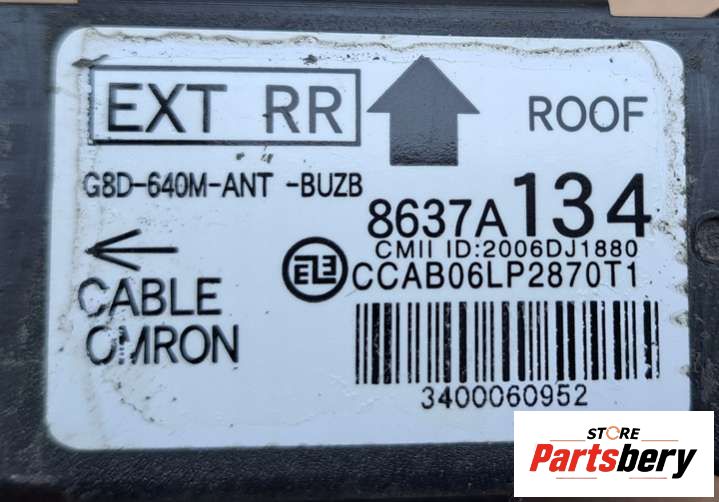 EXT RR
ROOF
G8D-640M-ANT -BUZB
8637A134
CMII ID:2006DJ1880
CCAB06LP2870T1
CABLE
OMRON
3400060952
STORE
Partsbery